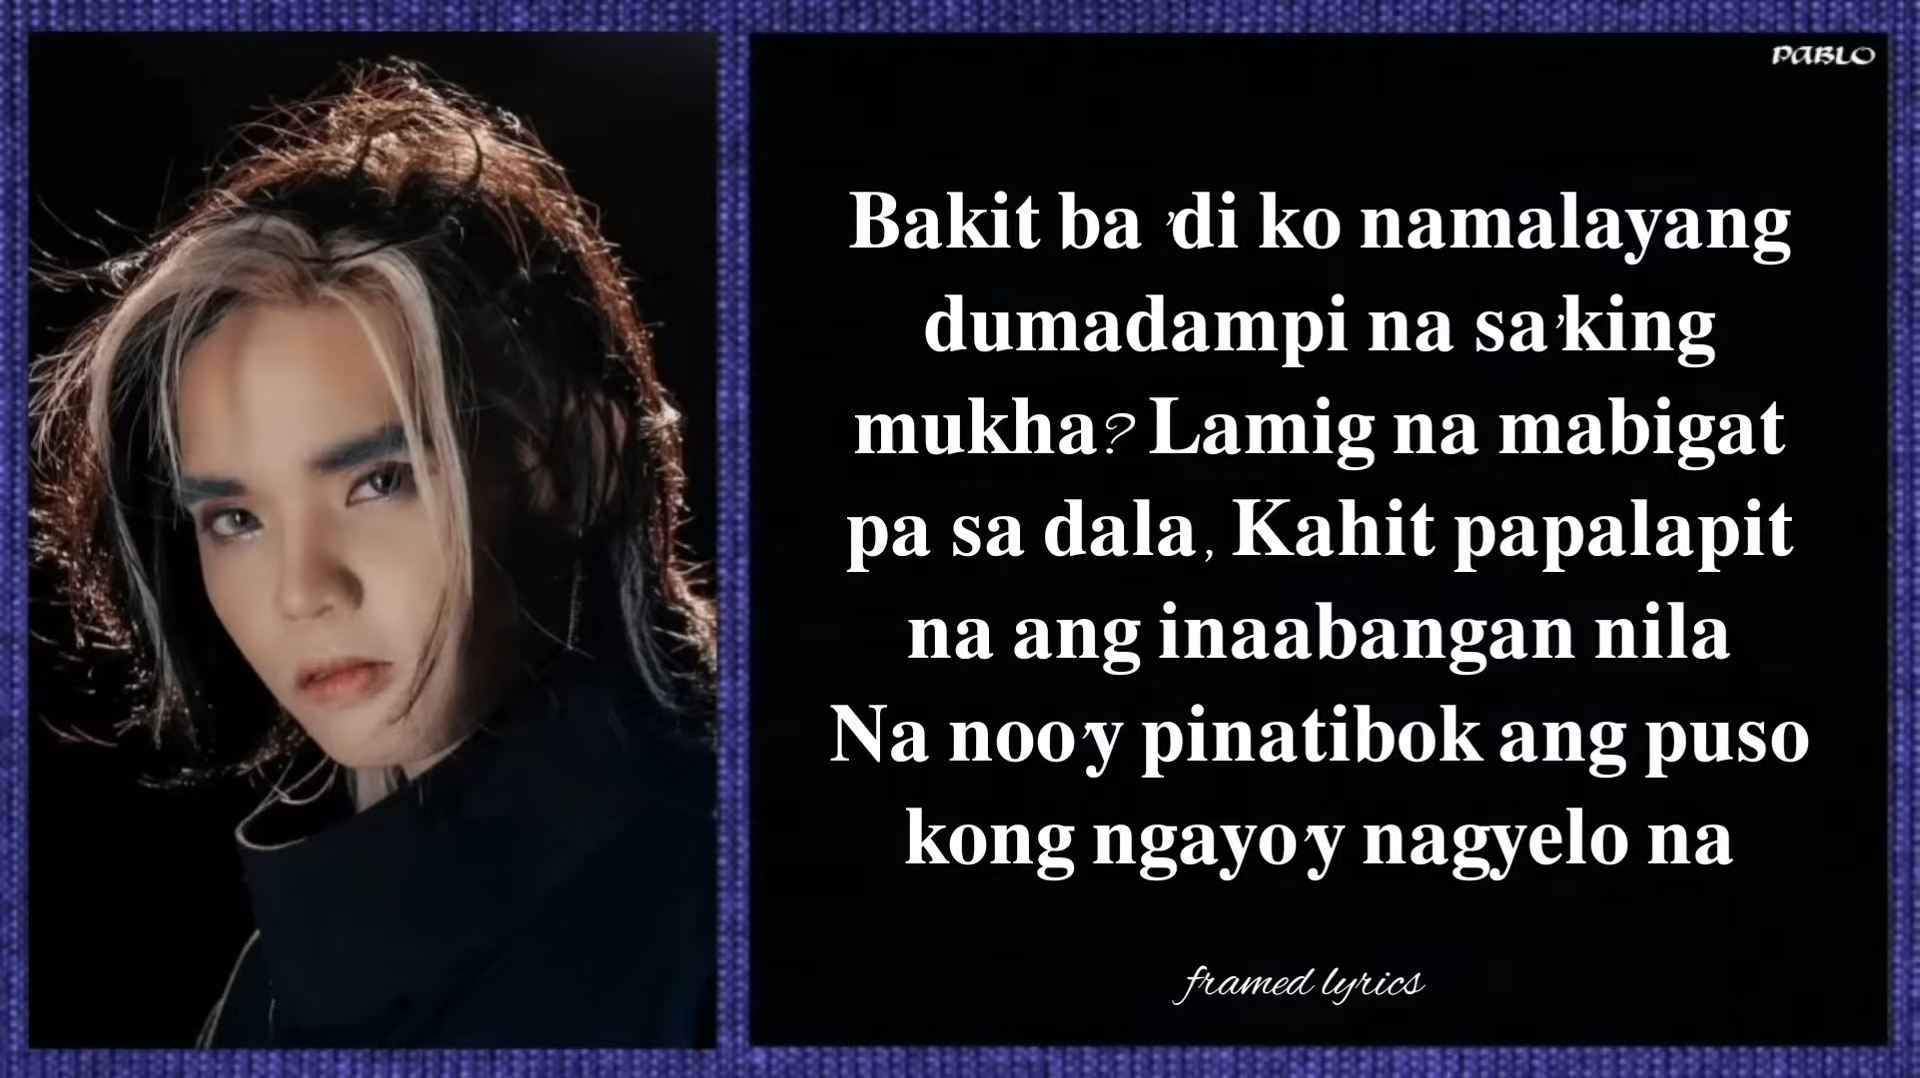 PABLO
Bakit ba 'di ko namalayang
dumadampi na sa'king
mukha? Lamig na mabigat
pa sa dala, Kahit papalapit
na ang inaabangan nila
Na noo'y pinatibok ang puso
kong ngayo'y nagyelo na
framed lyrics